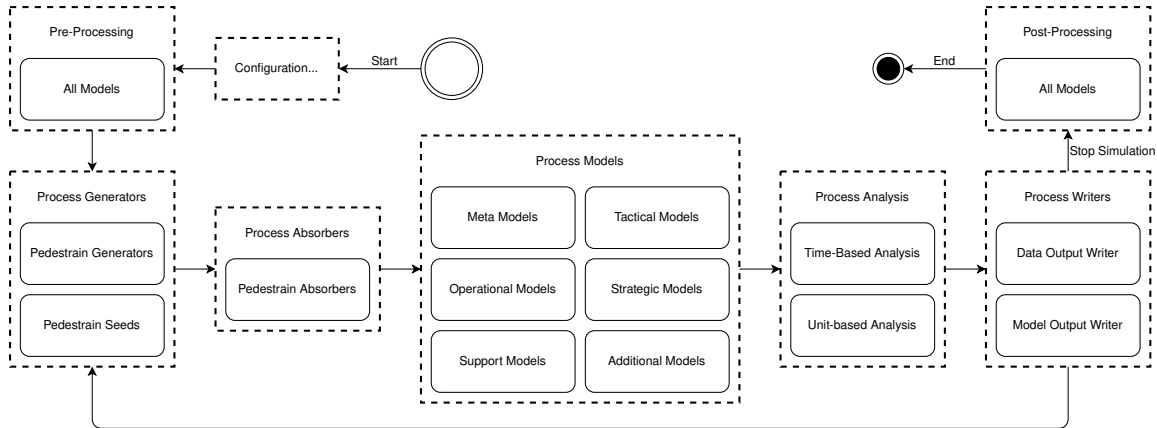 Pre-Processing
All Models
Configuration...
Start
End
Post-Processing
All Models
Stop Simulation
Process Generators
Pedestrain Generators
Pedestrain Seeds
Process Absorbers
Pedestrain Absorbers
Process Models
Meta Models
Tactical Models
Operational Models
Strategic Models
Support Models
Additional Models
Process Analysis
Time-Based Analysis
Unit-based Analysis
Process Writers
Data Output Writer
Model Output Writer